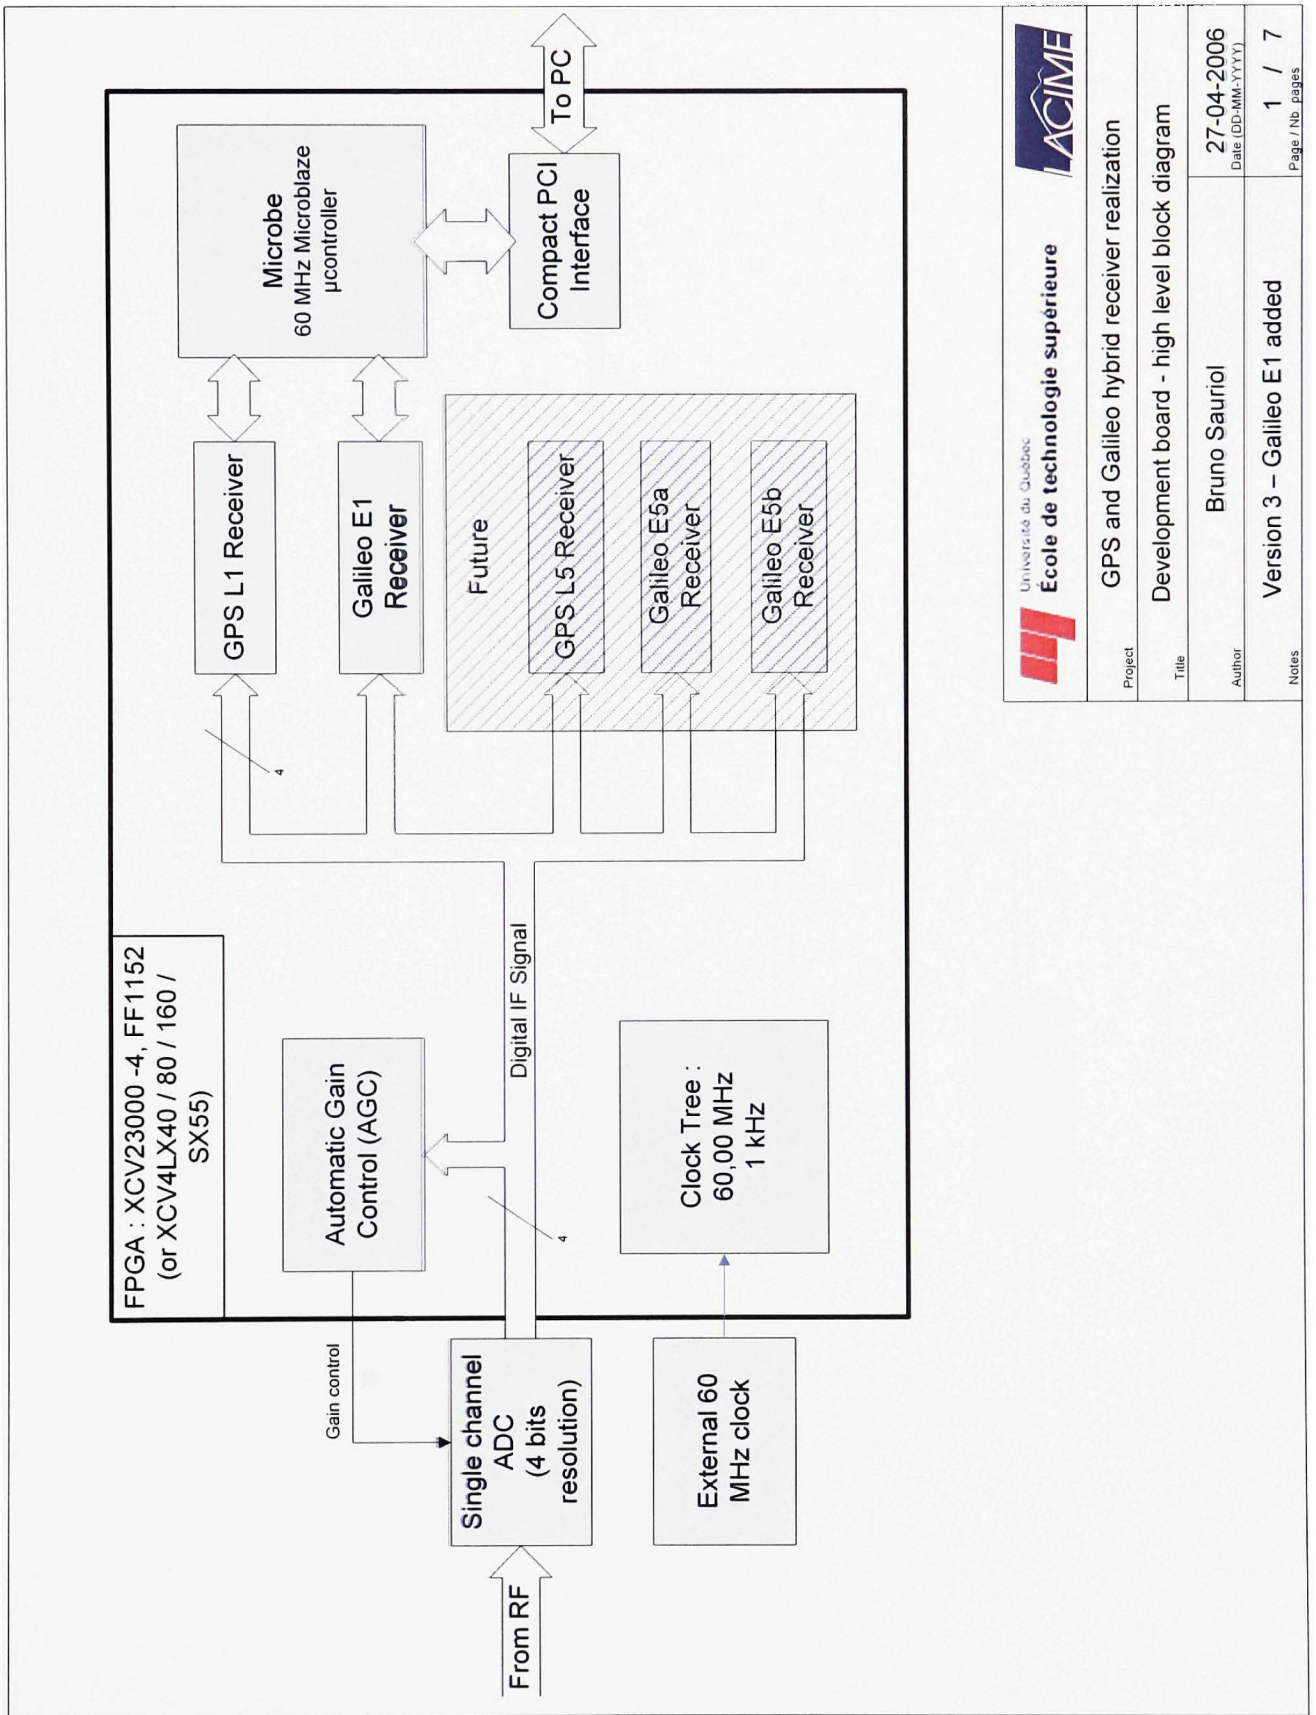 FPGA : XCV23000 -4, FF1152
(or XCV4LX40 / 80 / 160 /
SX55)
Gain control
Automatic Gain
Control (AGC)
4
GPS L1 Receiver
Microbe
60 MHz Microblaze
µcontroller
From RF
Single channel
ADC
(4 bits
resolution)
4
Digital IF Signal
Galileo E1
Receiver
Compact PCI
Interface
To PC
External 60
MHz clock
Clock Tree :
60,00 MHz
1 kHz
Future
GPS L5 Receiver
Galileo E5a
Receiver
Galileo E5b
Receiver
Université du Québec
École de technologie supérieure
LACIME
Project
GPS and Galileo hybrid receiver realization
Title
Development board - high level block diagram
Author
Bruno Sauriol
27-04-2006
Date (DD-MM-YYYY)
Notes
Version 3 – Galileo E1 added
1 / 7
Page / Nb. pages